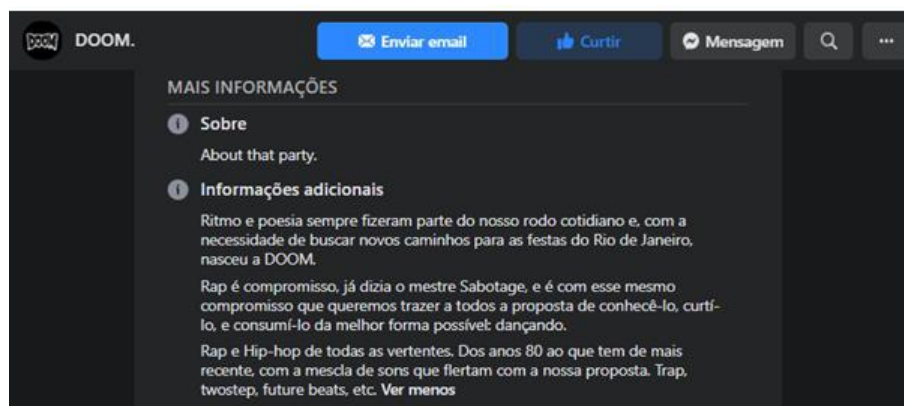 DOOM DOOM. Enviar email Curtir Mensagem
MAIS INFORMAÇÕES
Sobre
About that party.
Informações adicionais
Ritmo e poesia sempre fizeram parte do nosso rodo cotidiano e, com a
necessidade de buscar novos caminhos para as festas do Rio de Janeiro,
nasceu a DOOM.
Rap é compromisso, já dizia o mestre Sabotage, e é com esse mesmo
compromisso que queremos trazer a todos a proposta de conhecê-lo, curtí-
lo, e consumí-lo da melhor forma possível: dançando.
Rap e Hip-hop de todas as vertentes. Dos anos 80 ao que tem de mais
recente, com a mescla de sons que flertam com a nossa proposta. Trap,
twostep, future beats, etc. Ver menos